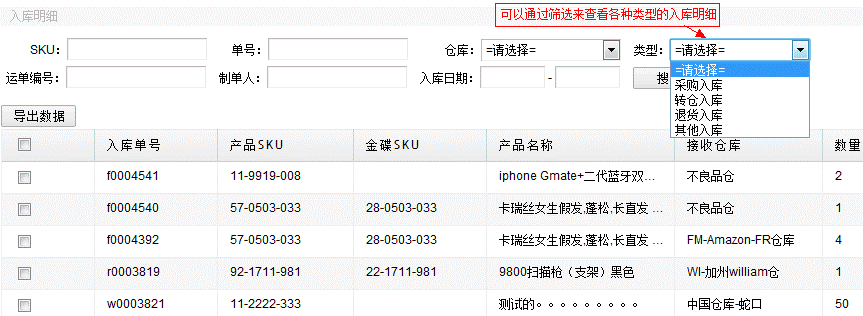 入库明细
可以通过筛选来查看各种类型的入库明细
SKU: 单号: 仓库: =请选择= 类型: =请选择=
运单编号: 制单人: 入库日期: - 搜
=请选择=
采购入库
转仓入库
退货入库
其他入库
导出数据
入库单号 产品SKU 金碟SKU 产品名称 接收仓库 数量
f0004541 11-9919-008 iphone Gmate+二代蓝牙双... 不良品仓 2
f0004540 57-0503-033 28-0503-033 卡瑞丝女生假发,蓬松,长直发 ... 不良品仓 1
f0004392 57-0503-033 28-0503-033 卡瑞丝女生假发,蓬松,长直发 ... FM-Amazon-FR仓库 4
r0003819 92-1711-981 22-1711-981 9800扫描枪（支架）黑色 WI-加州william仓 1
w0003821 11-2222-333 测试的。。。。。。。。。 中国仓库-蛇口 50